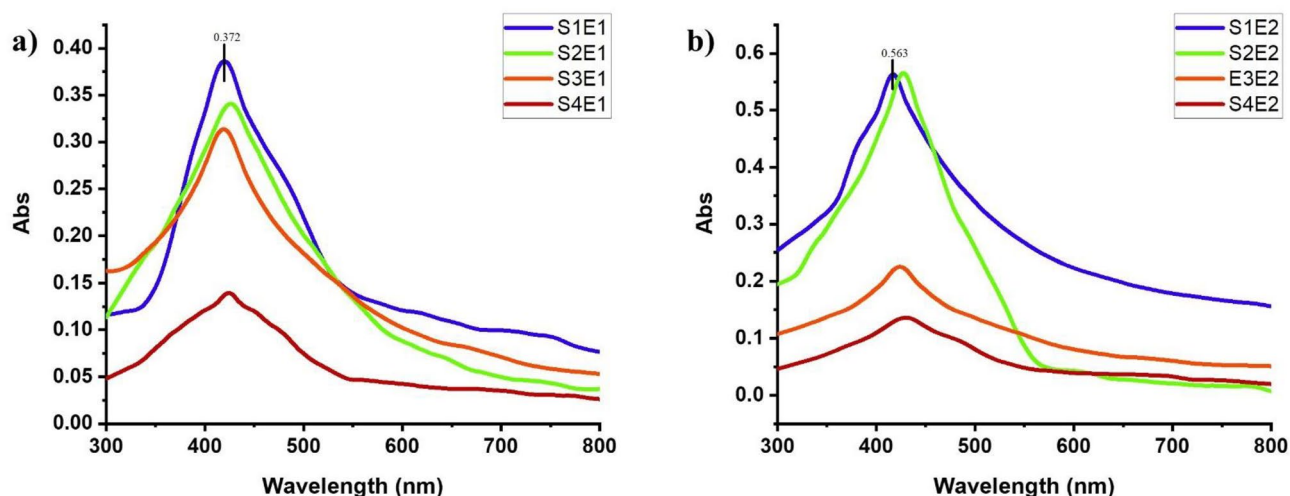 a)
0.372
S1E1
S2E1
S3E1
S4E1
Abs
0.40
0.35
0.30
0.25
0.20
0.15
0.10
0.05
0.00
300 400 500 600 700 800
Wavelength (nm)
b)
0.563
S1E2
S2E2
E3E2
S4E2
Abs
0.6
0.5
0.4
0.3
0.2
0.1
0.0
300 400 500 600 700 800
Wavelength (nm)